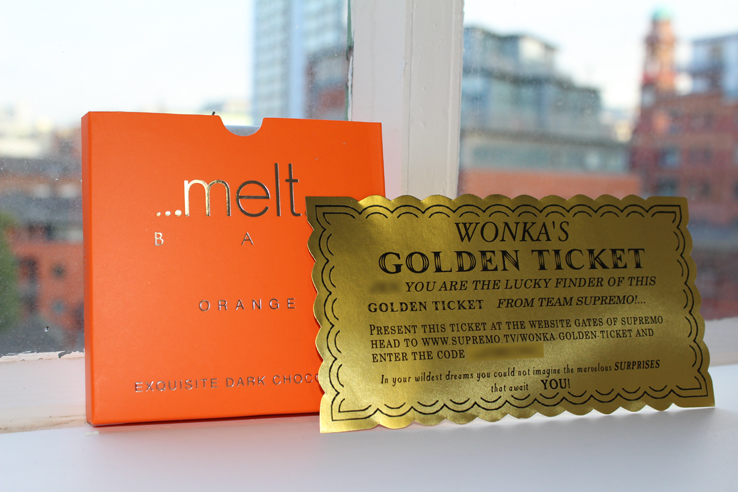 ...melt
B A
ORANGE
EXQUISITE DARK CHOCO
WONKA'S
GOLDEN TICKET
YOU ARE THE LUCKY FINDER OF THIS
GOLDEN TICKET FROM TEAM SUPREMO!...
PRESENT THIS TICKET AT THE WEBSITE GATES OF SUPREMO
HEAD TO WWW.SUPREMO.TV/WONKA-GOLDEN-TICKET AND
ENTER THE CODE
In your wildest dreams you could not imagine the marvelous SURPRISES
that await YOU!